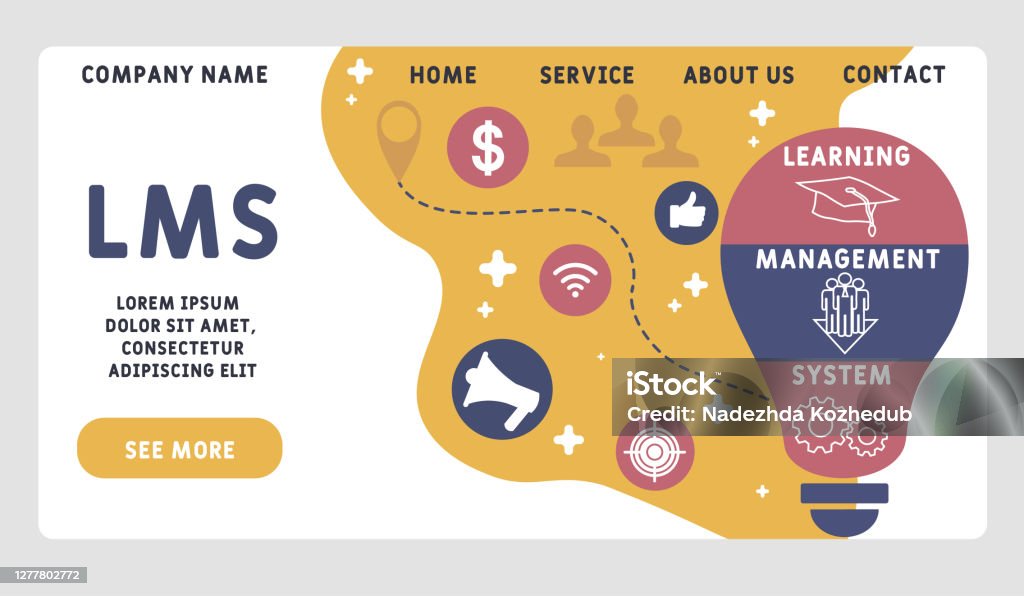 COMPANY NAME
HOME
SERVICE
ABOUT US
CONTACT
LMS
LOREM IPSUM
DOLOR SIT AMET,
CONSECTETUR
ADIPISCING ELIT
SEE MORE
$
LEARNING
MANAGEMENT
SYSTEM
iStock™
Credit: Nadezhda Kozhedub
1277802772